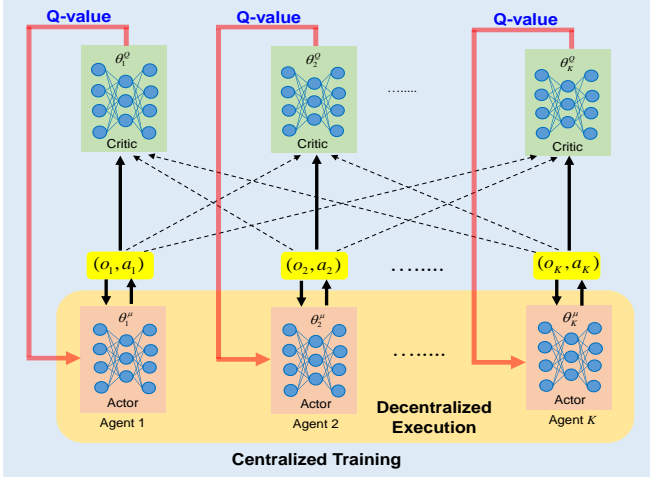 Q-value Q-value Q-value
θ₁^Q θ₂^Q θ_K^Q
........
Critic Critic Critic
(o₁, a₁) (o₂, a₂) ........ (o_K, a_K)
θ₁^μ θ₂^μ θ_K^μ
........
Actor Actor Actor
Agent 1 Agent 2 Agent K
Decentralized
Execution
Centralized Training